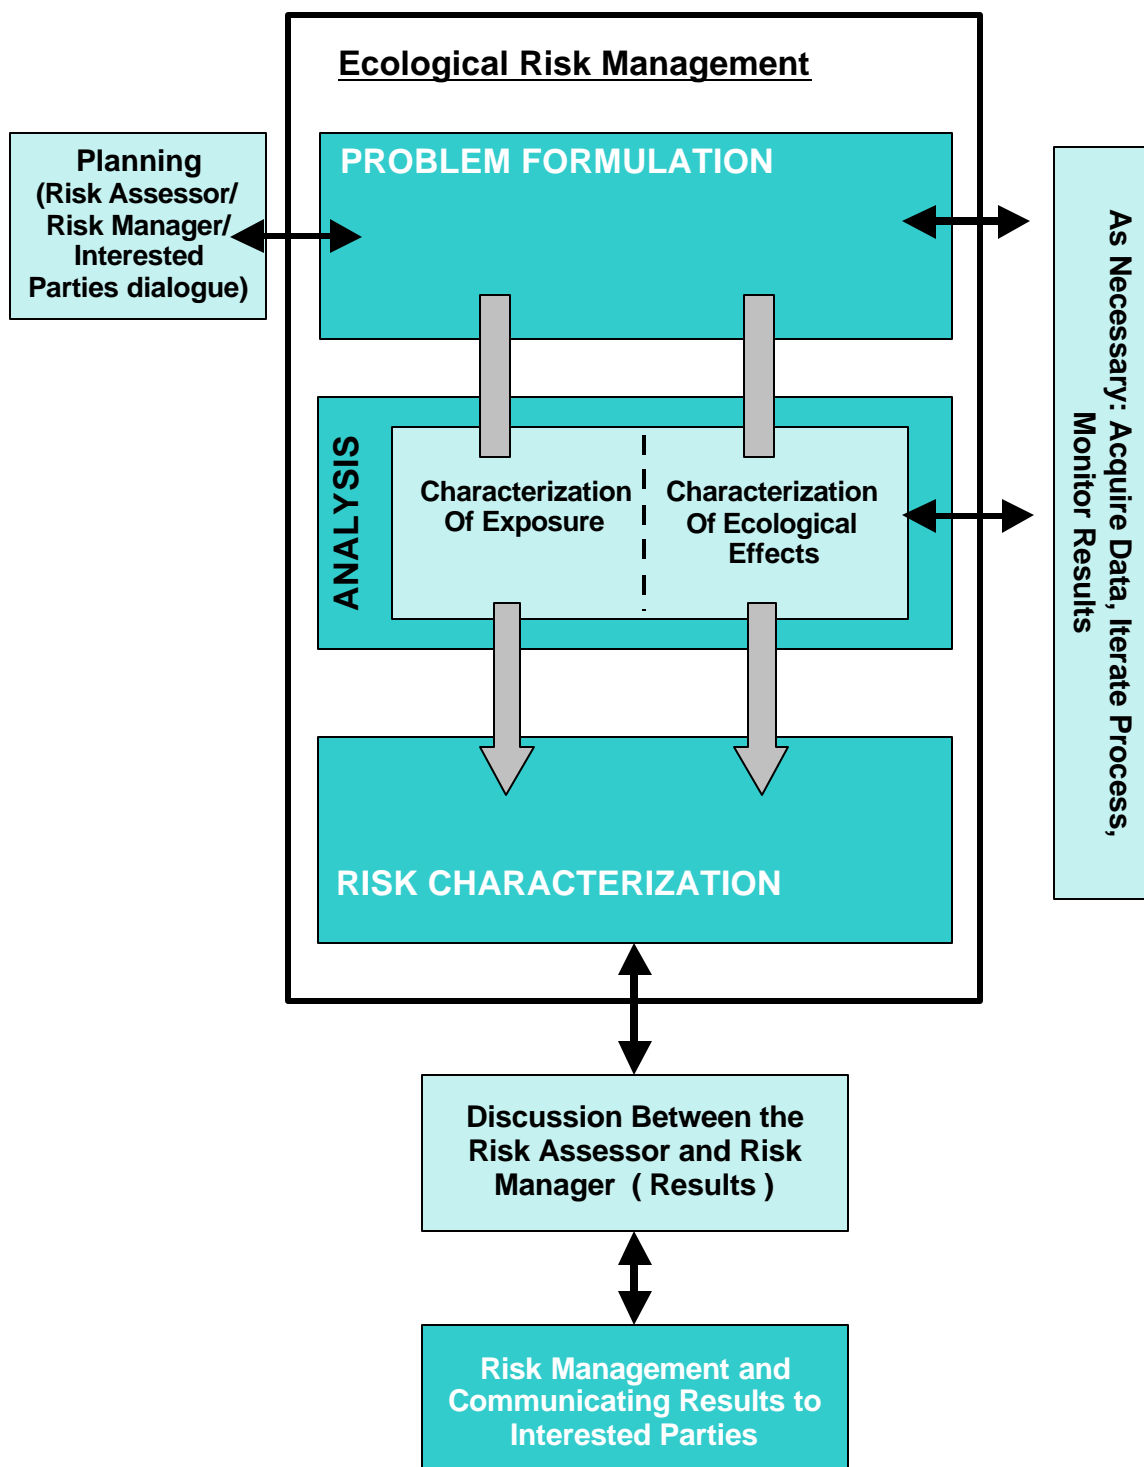 Ecological Risk Management
Planning
(Risk Assessor/
Risk Manager/
Interested
Parties dialogue)
PROBLEM FORMULATION
As Necessary: Acquire Data, Iterate Process,
Monitor Results
ANALYSIS
Characterization
Of Exposure
Characterization
Of Ecological
Effects
RISK CHARACTERIZATION
Discussion Between the
Risk Assessor and Risk
Manager ( Results )
Risk Management and
Communicating Results to
Interested Parties